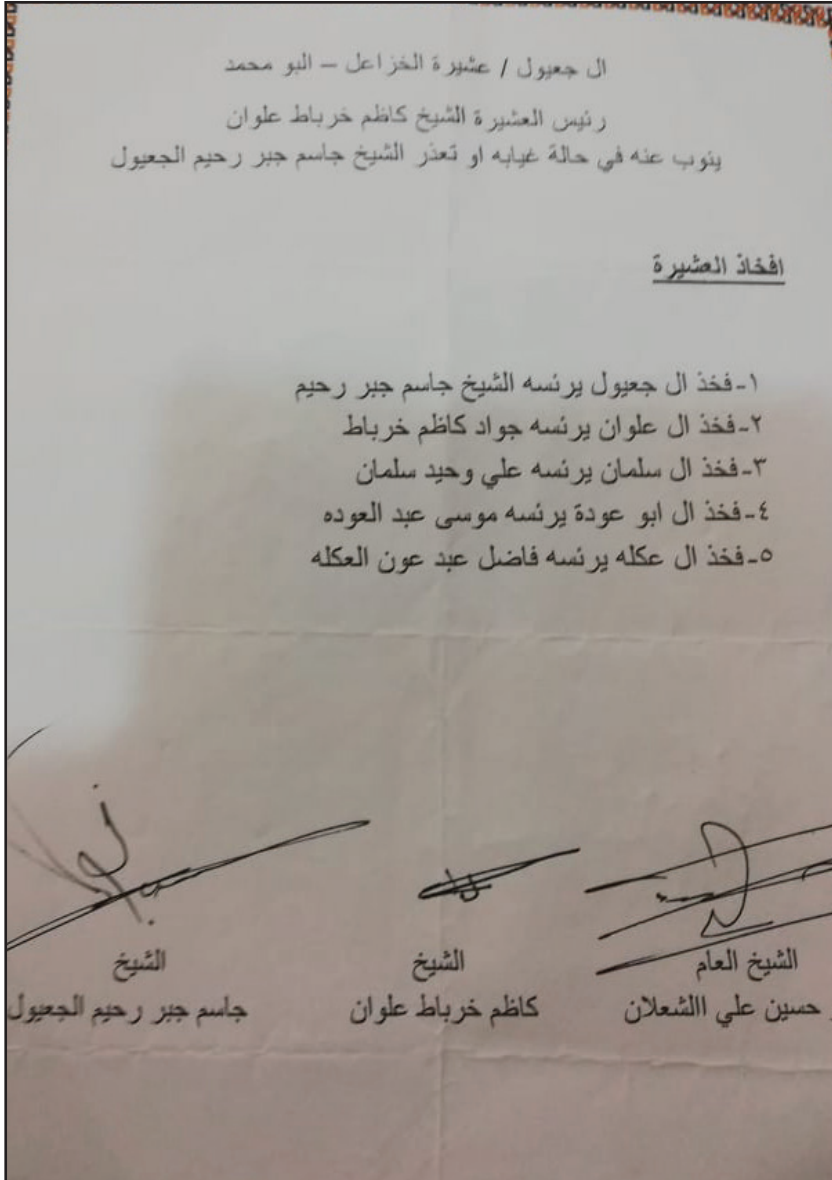 ال جعيول / عشيرة الخزاعل – البو محمد
رئيس العشيرة الشيخ كاظم خرباط علوان
ينوب عنه في حالة غيابه او تعذر الشيخ جاسم جبر رحيم الجعيول
افخاذ العشيرة
١-فخذ ال جعيول يرئسه الشيخ جاسم جبر رحيم
٢-فخذ ال علوان يرئسه جواد كاظم خرباط
٣-فخذ ال سلمان يرئسه علي وحيد سلمان
٤-فخذ ال ابو عودة يرئسه موسى عبد العوده
٥-فخذ ال عكله يرئسه فاضل عبد عون العكله
الشيخ العام
حسين علي االشعلان
الشيخ
كاظم خرباط علوان
الشيخ
جاسم جبر رحيم الجعيول